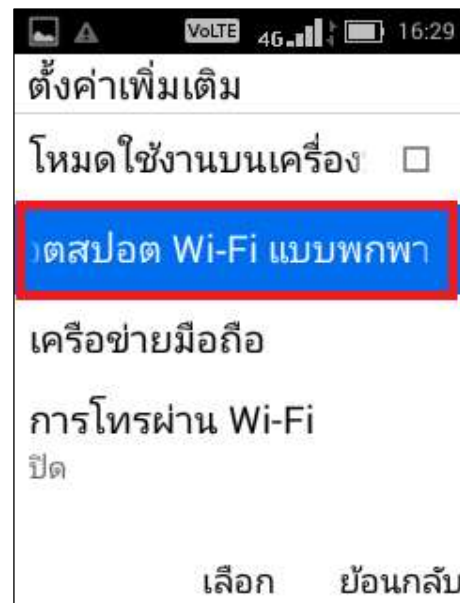 VoLTE 4G 16:29
ตั้งค่าเพิ่มเติม
โหมดใช้งานบนเครื่อง
ตสปอต Wi-Fi แบบพกพา
เครือข่ายมือถือ
การโทรผ่าน Wi-Fi
ปิด
เลือก ย้อนกลับ